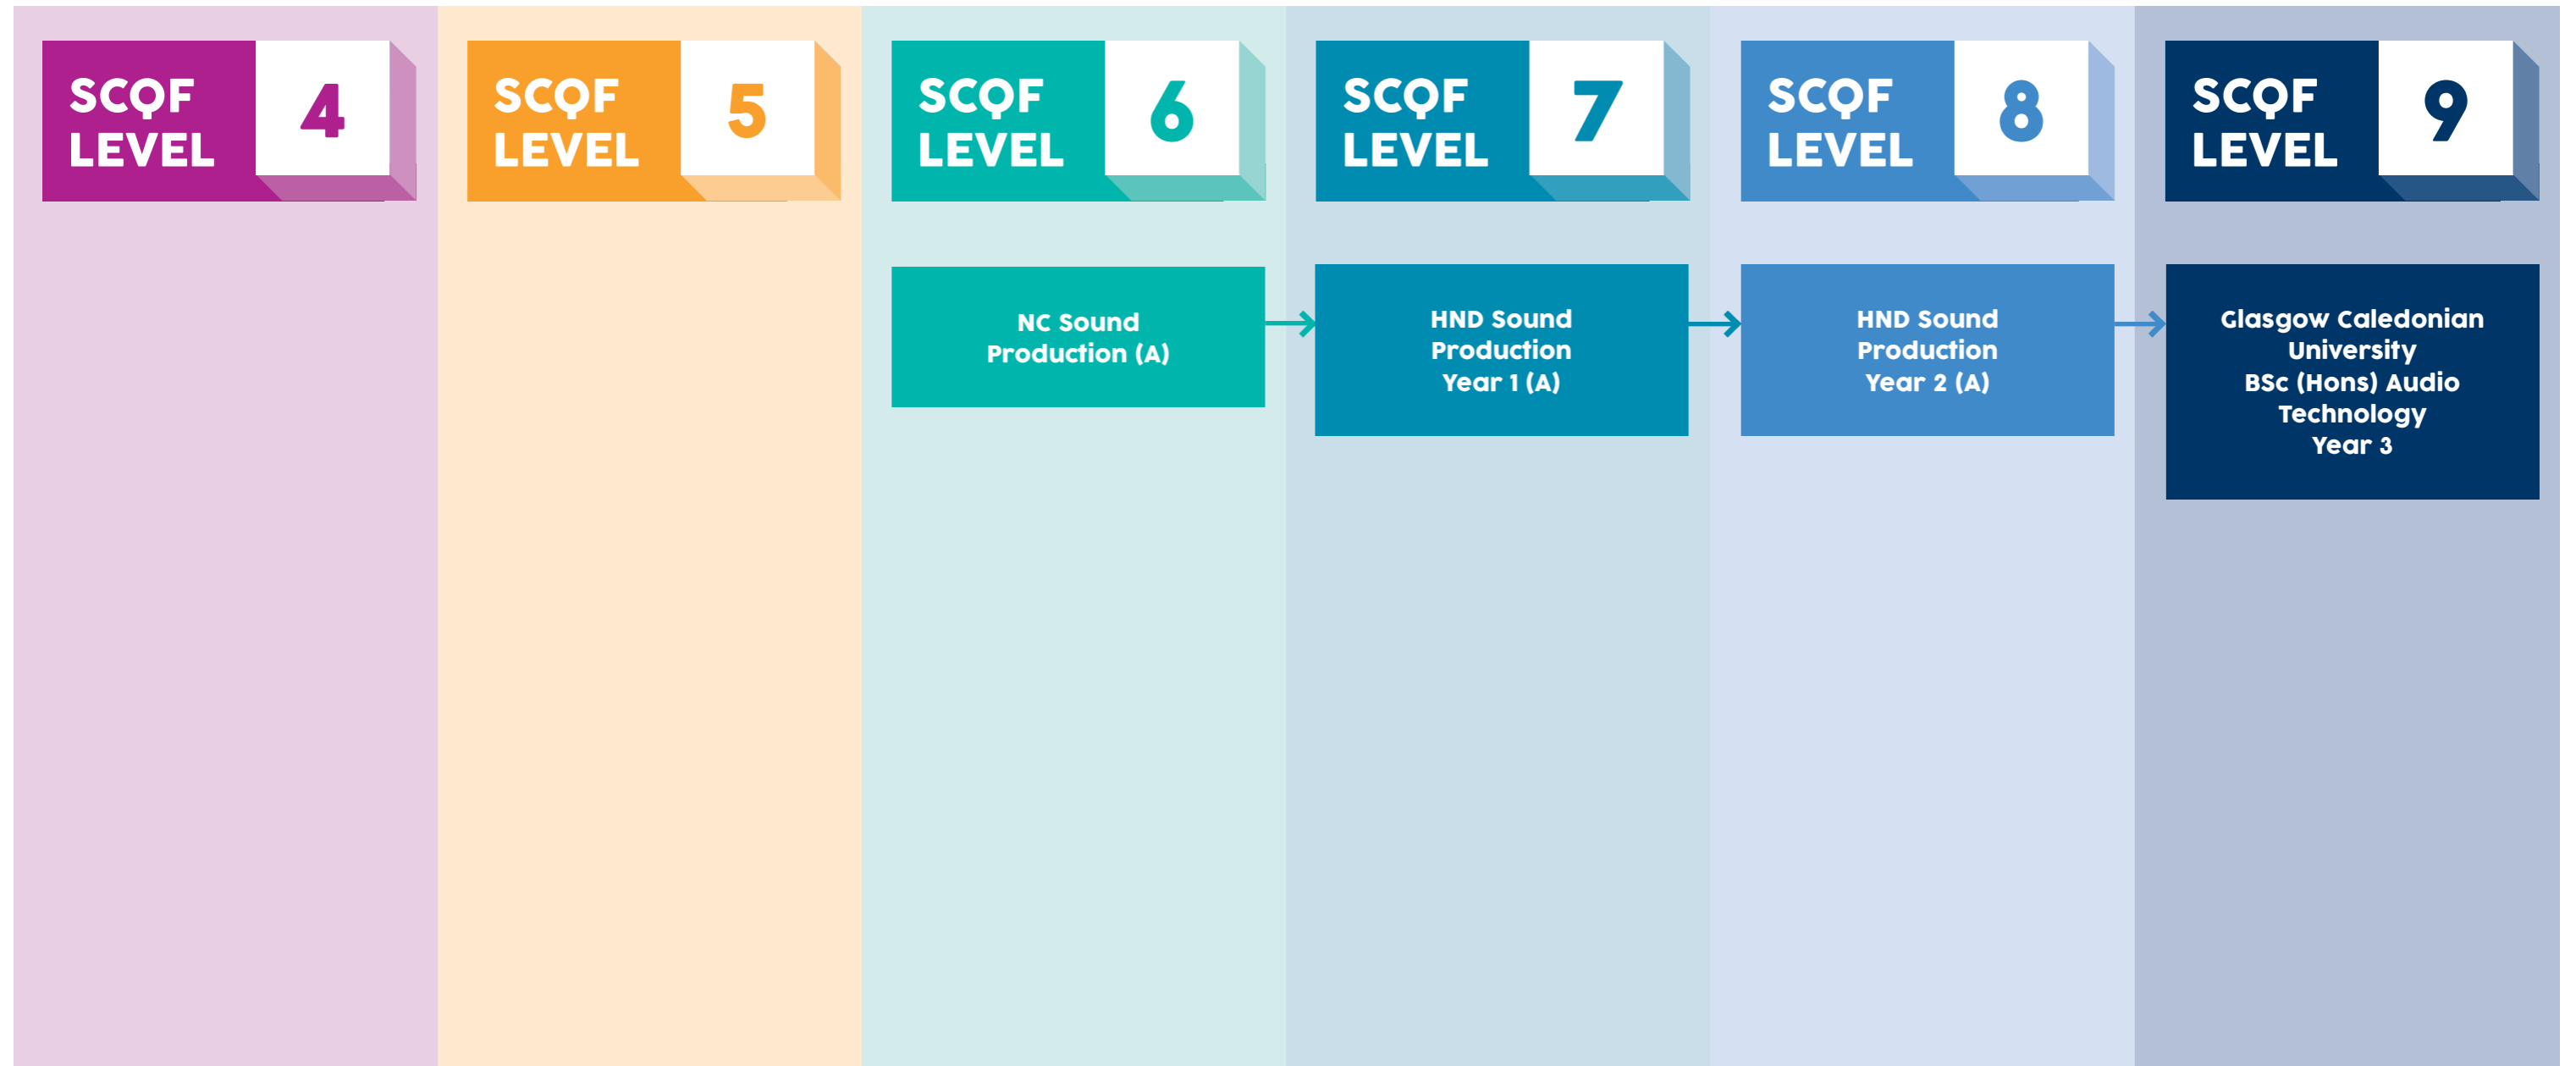 SCQF
LEVEL
4
SCQF
LEVEL
5
SCQF
LEVEL
6
SCQF
LEVEL
7
SCQF
LEVEL
8
SCQF
LEVEL
9
NC Sound
Production (A)
HND Sound
Production
Year 1 (A)
HND Sound
Production
Year 2 (A)
Glasgow Caledonian
University
BSc (Hons) Audio
Technology
Year 3